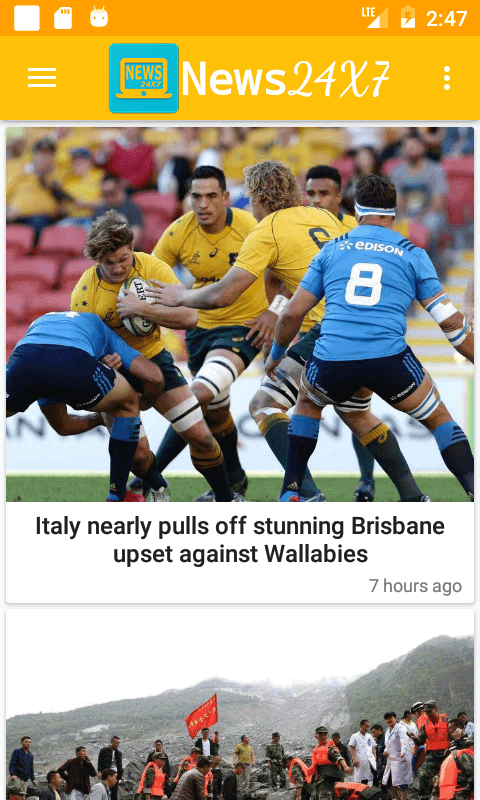 LTE
2:47
NEWS
24X7
News24X7
8
EDISON
6
Italy nearly pulls off stunning Brisbane
upset against Wallabies
7 hours ago